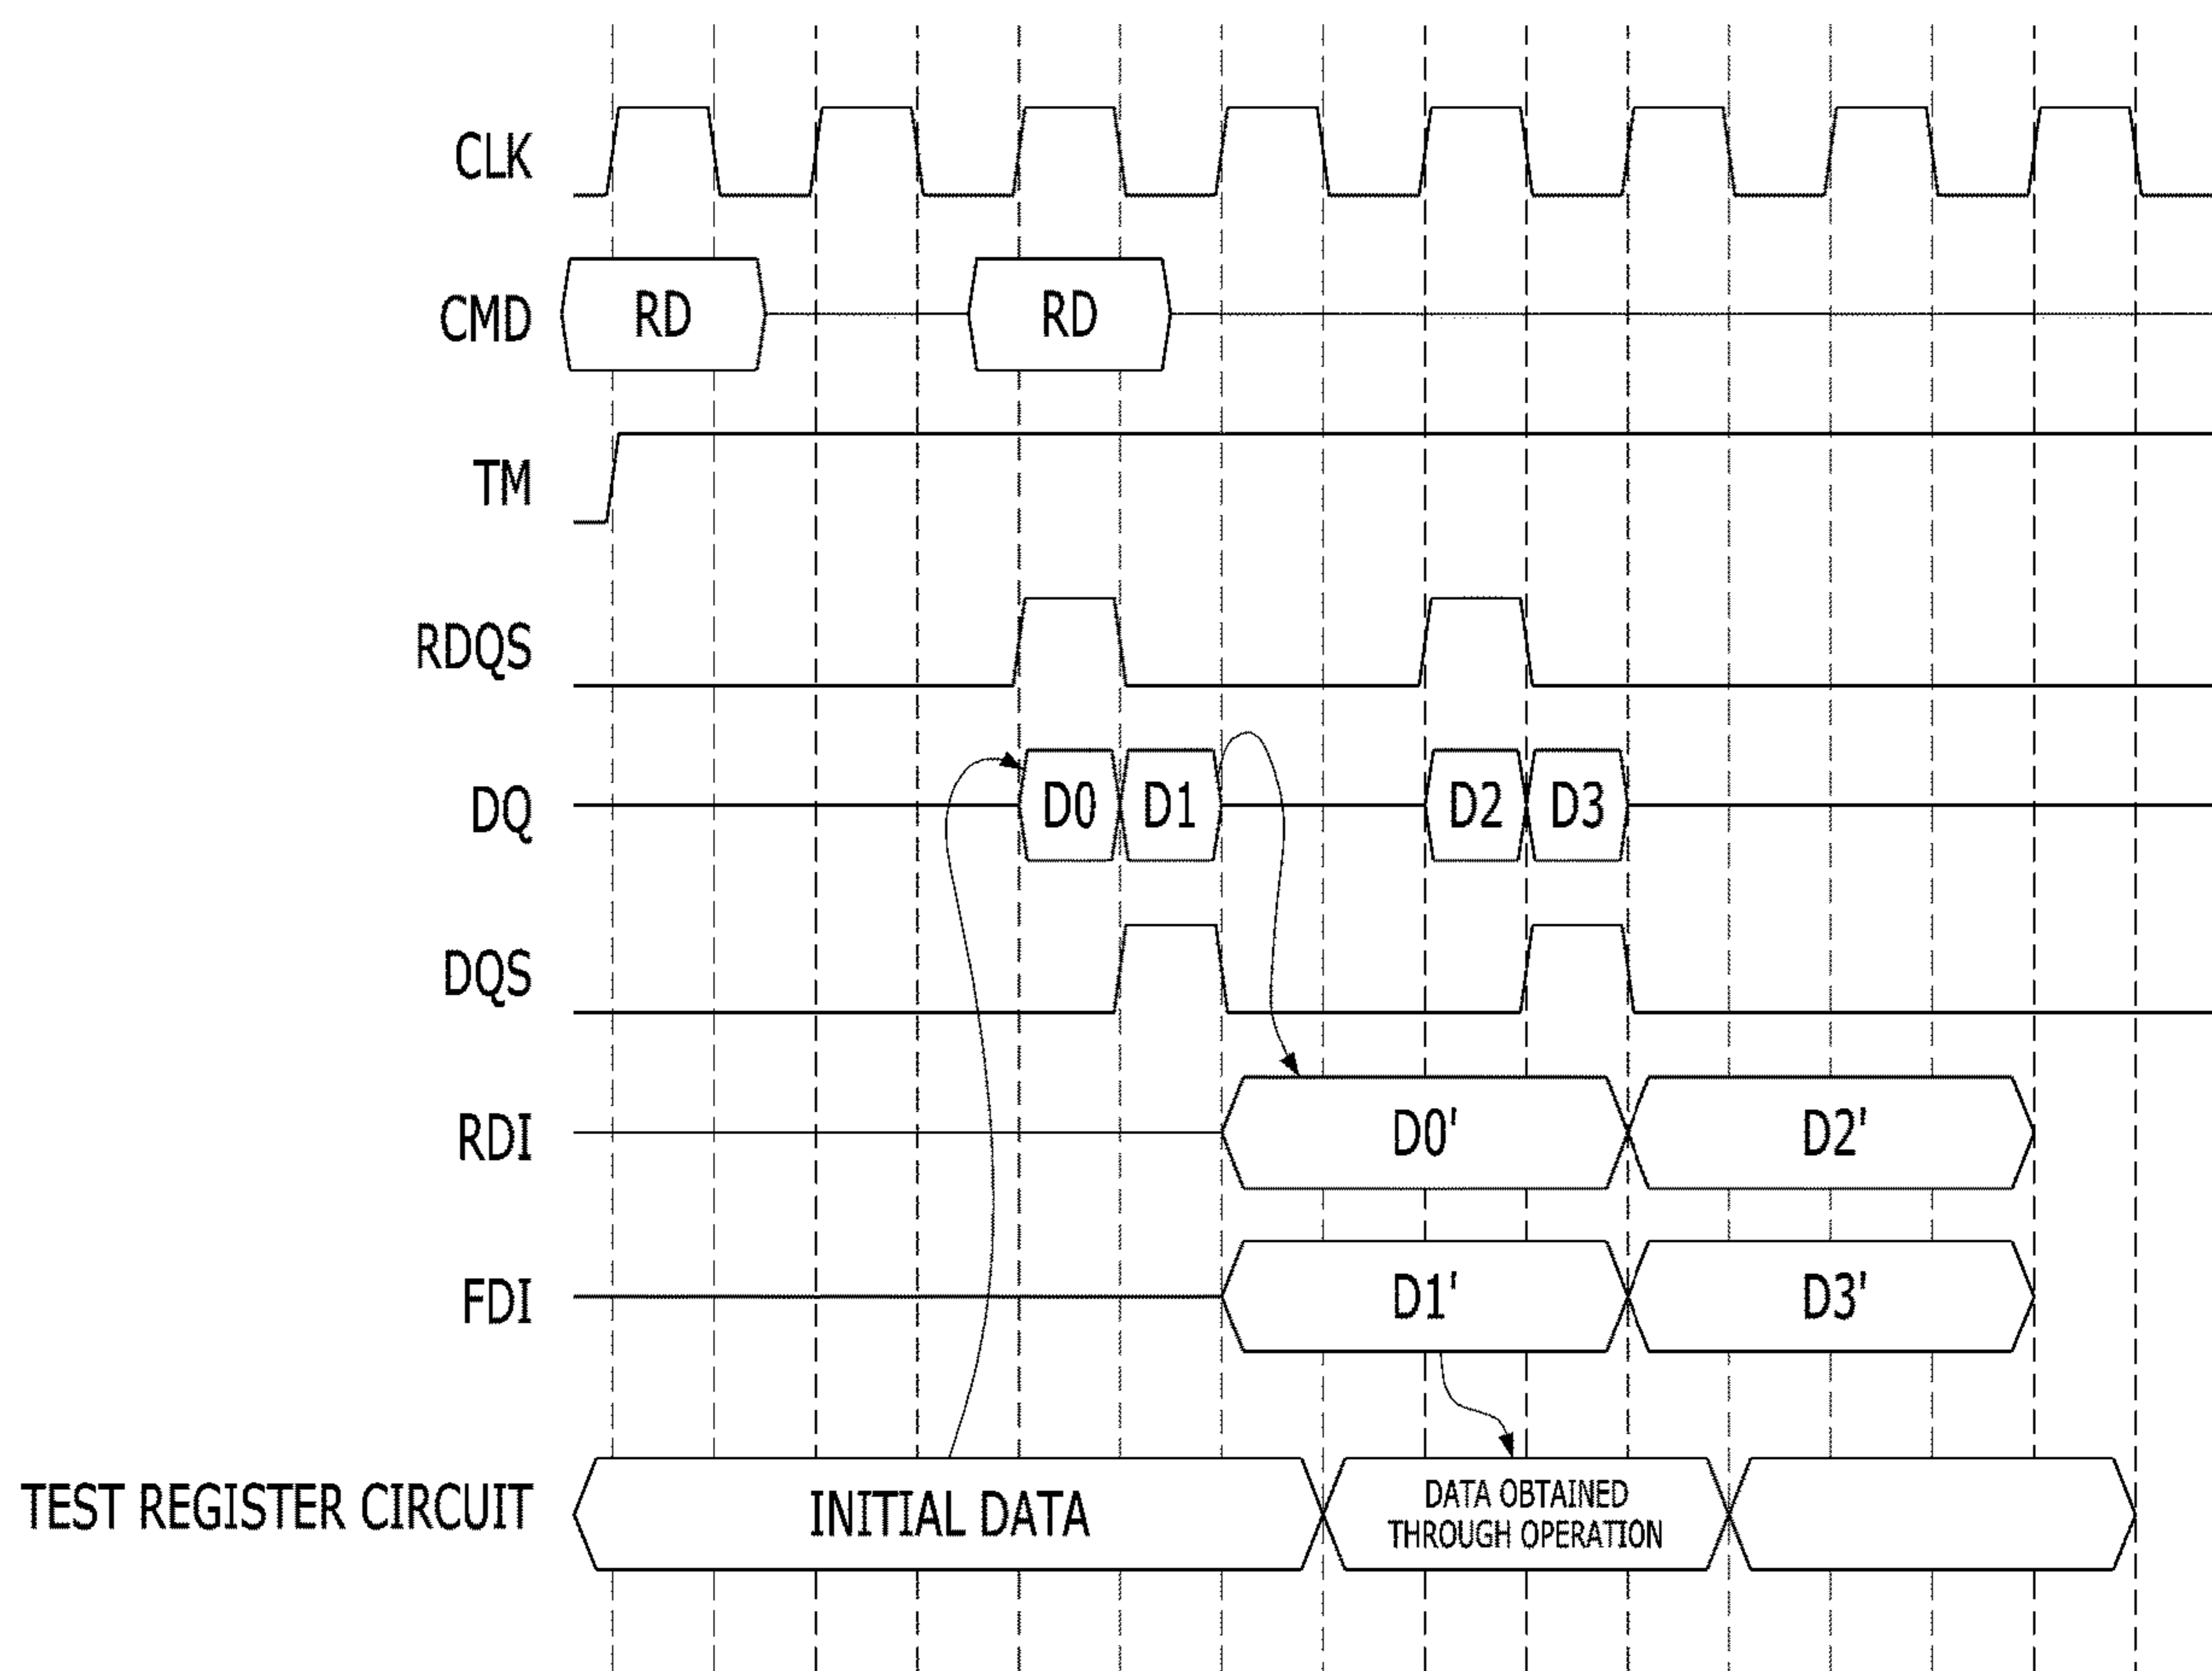 CLK
CMD RD RD
TM
RDQS
DQ D0 D1 D2 D3
DQS
RDI D0' D2'
FDI D1' D3'
TEST REGISTER CIRCUIT INITIAL DATA DATA OBTAINED
THROUGH OPERATION